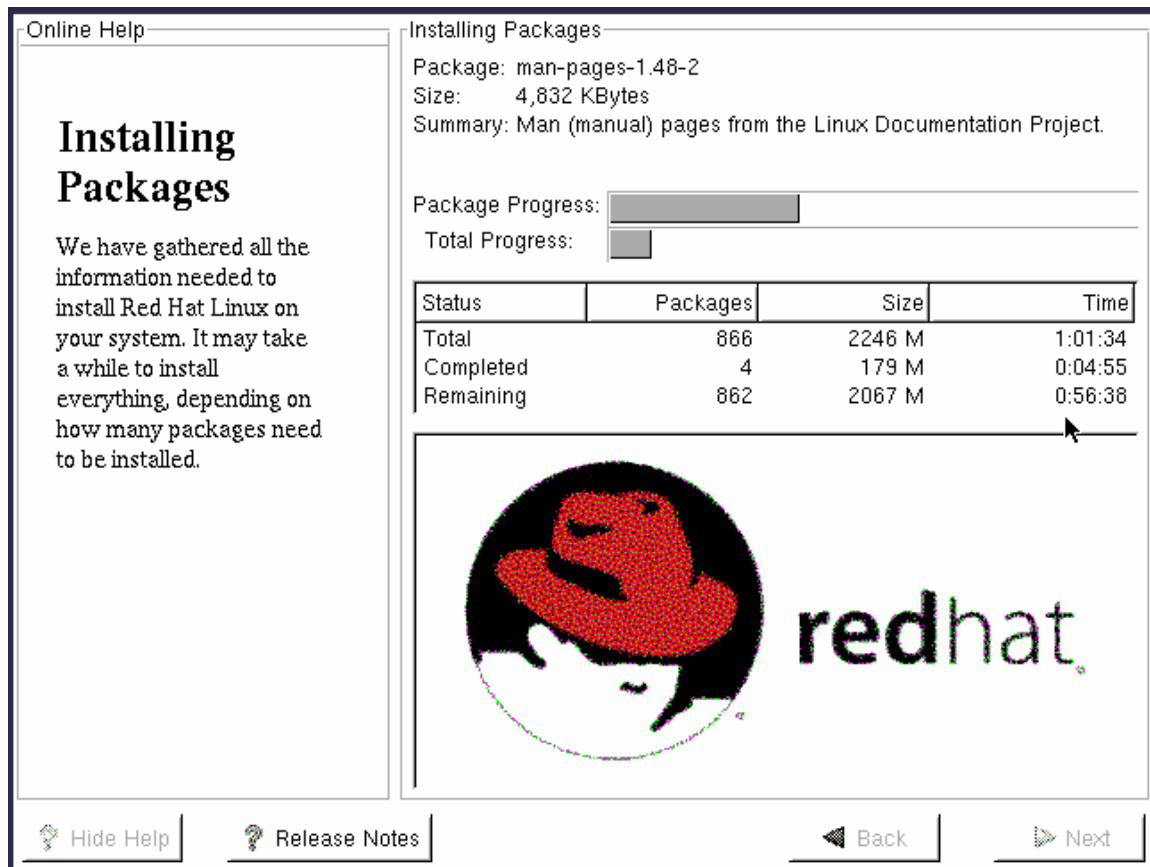 Online Help
Installing
Packages
We have gathered all the
information needed to
install Red Hat Linux on
your system. It may take
a while to install
everything, depending on
how many packages need
to be installed.
Installing Packages
Package: man-pages-1.48-2
Size: 4,832 KBytes
Summary: Man (manual) pages from the Linux Documentation Project.
Package Progress:
Total Progress:
Status Packages Size Time
Total 866 2246 M 1:01:34
Completed 4 179 M 0:04:55
Remaining 862 2067 M 0:56:38
redhat
Hide Help Release Notes Back Next